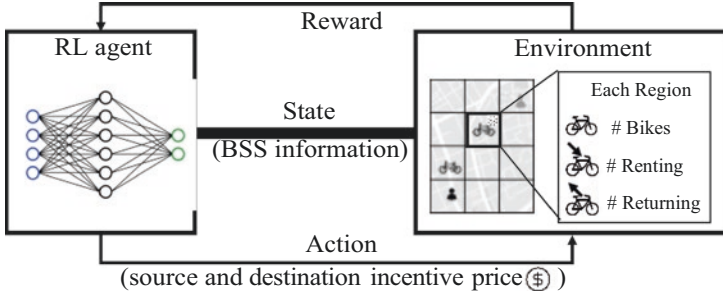 Reward
RL agent
Environment
State
(BSS information)
Each Region
# Bikes
# Renting
# Returning
Action
(source and destination incentive price $ )